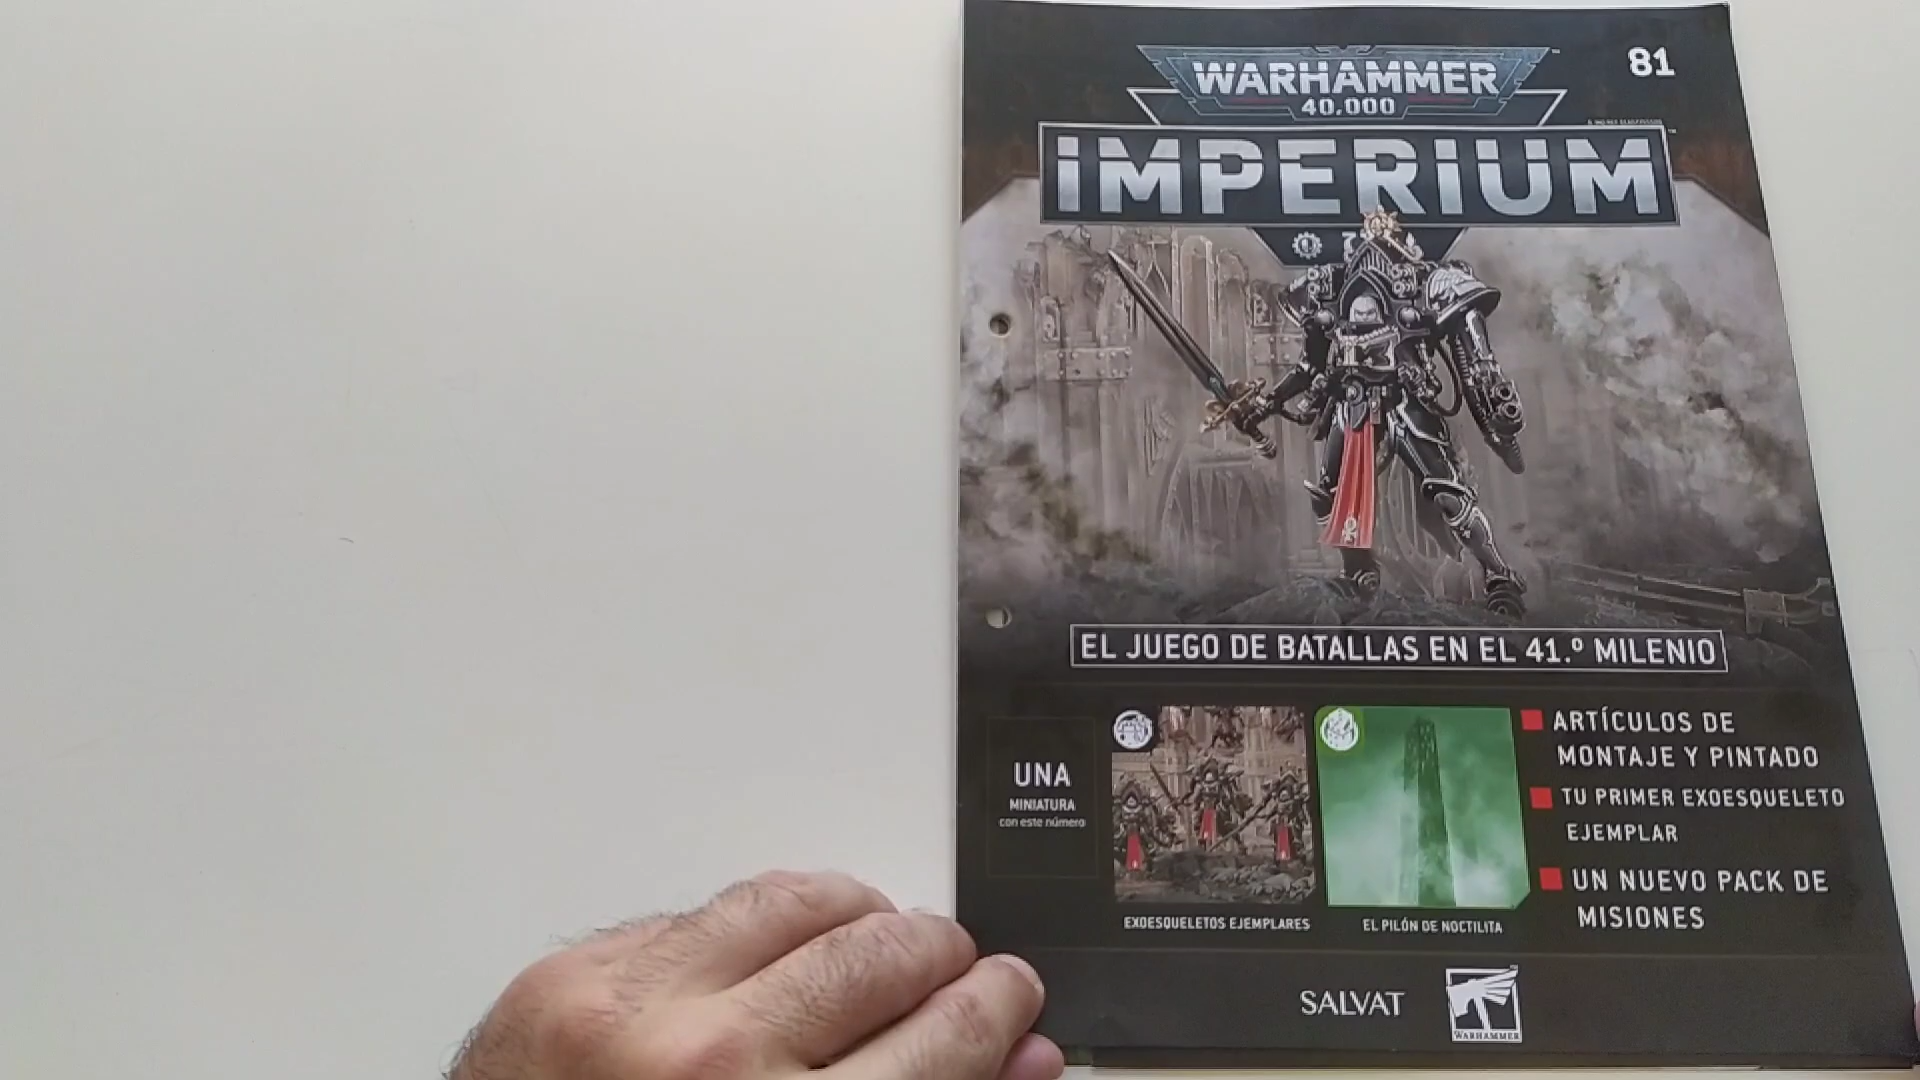 WARHAMMER
40,000
81
IMPERIUM
EL JUEGO DE BATALLAS EN EL 41.º MILENIO
UNA
MINIATURA
con este número
EXOESQUELETOS EJEMPLARES
EL PILÓN DE NOCTILITA
ARTÍCULOS DE
MONTAJE Y PINTADO
TU PRIMER EXOESQUELETO
EJEMPLAR
UN NUEVO PACK DE
MISIONES
SALVAT
WARHAMMER